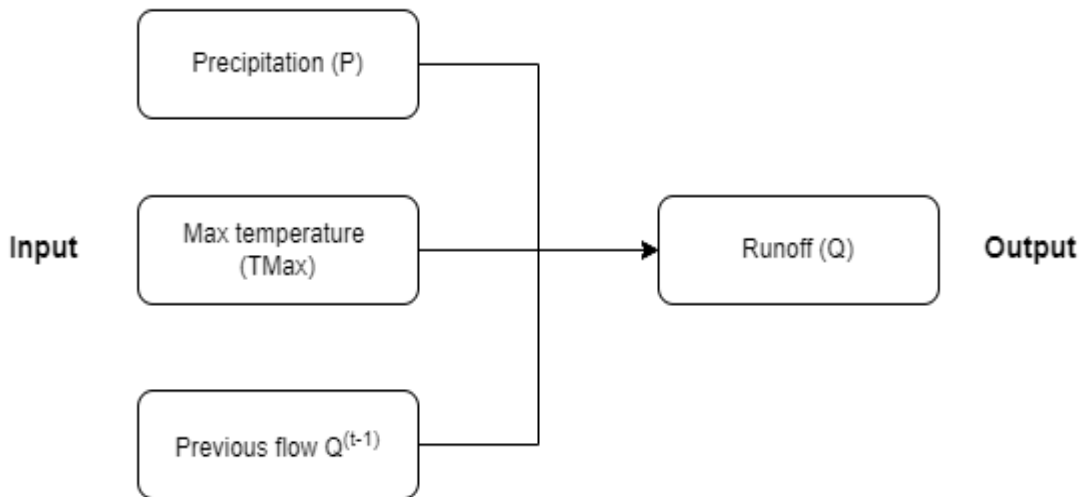 Precipitation (P)
Input
Max temperature
(TMax)
Runoff (Q)
Output
Previous flow Q(t-1)